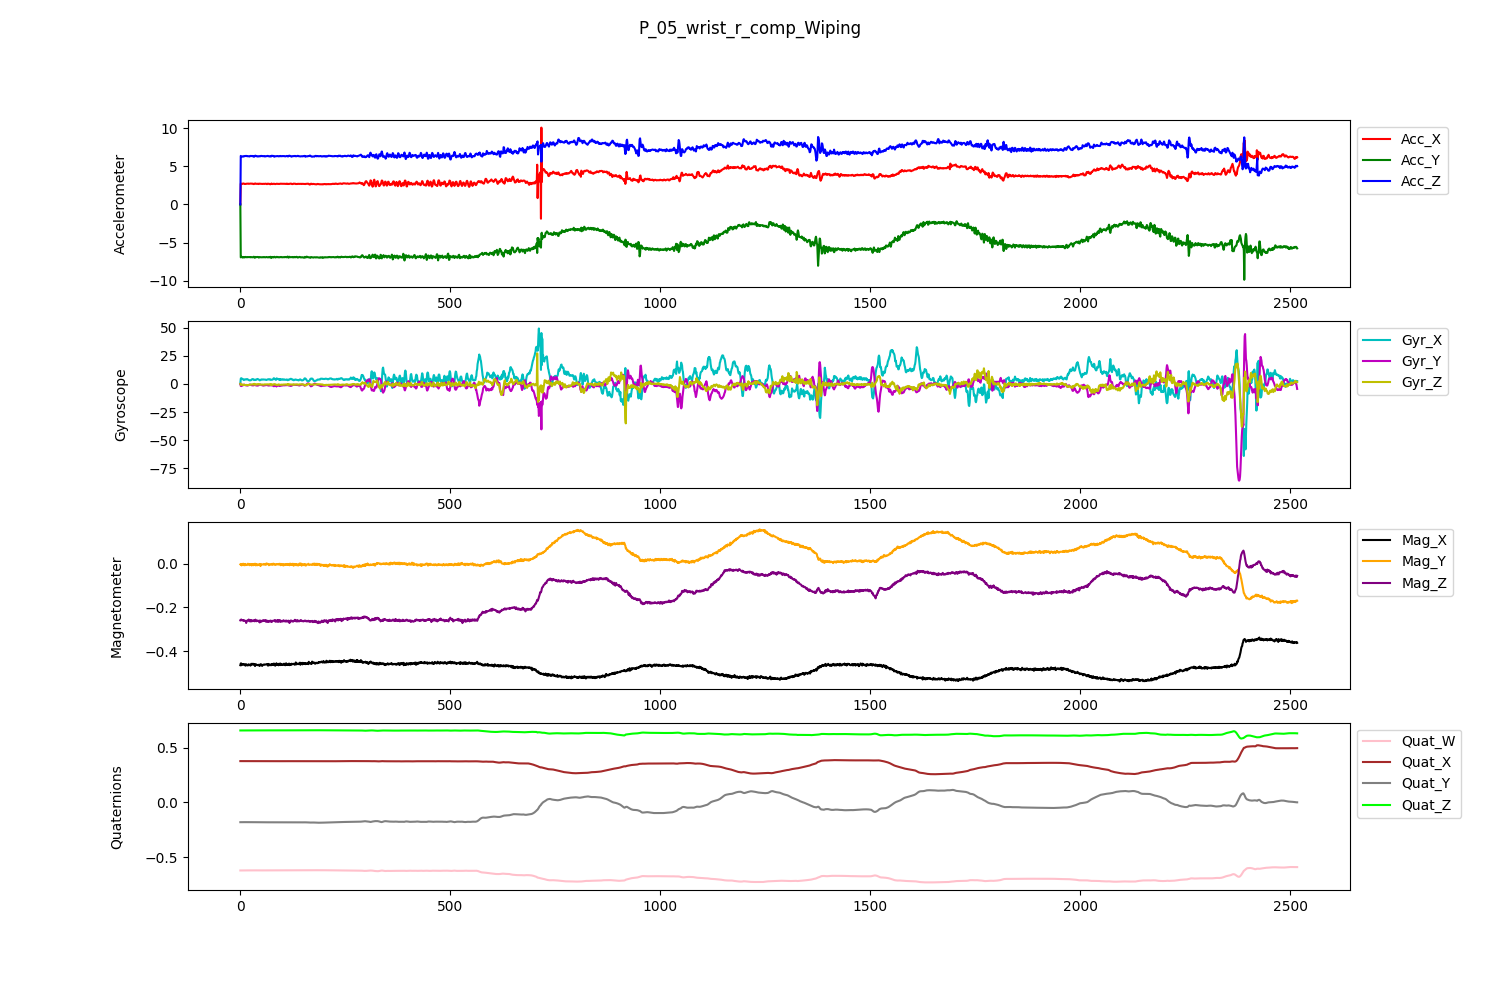 P_05_wrist_r_comp_Wiping
Accelerometer
10
5
0
−5
−10
0 500 1000 1500 2000 2500
Acc_X
Acc_Y
Acc_Z
Gyroscope
50
25
0
−25
−50
−75
0 500 1000 1500 2000 2500
Gyr_X
Gyr_Y
Gyr_Z
Magnetometer
0.0
−0.2
−0.4
0 500 1000 1500 2000 2500
Mag_X
Mag_Y
Mag_Z
Quaternions
0.5
0.0
−0.5
0 500 1000 1500 2000 2500
Quat_W
Quat_X
Quat_Y
Quat_Z